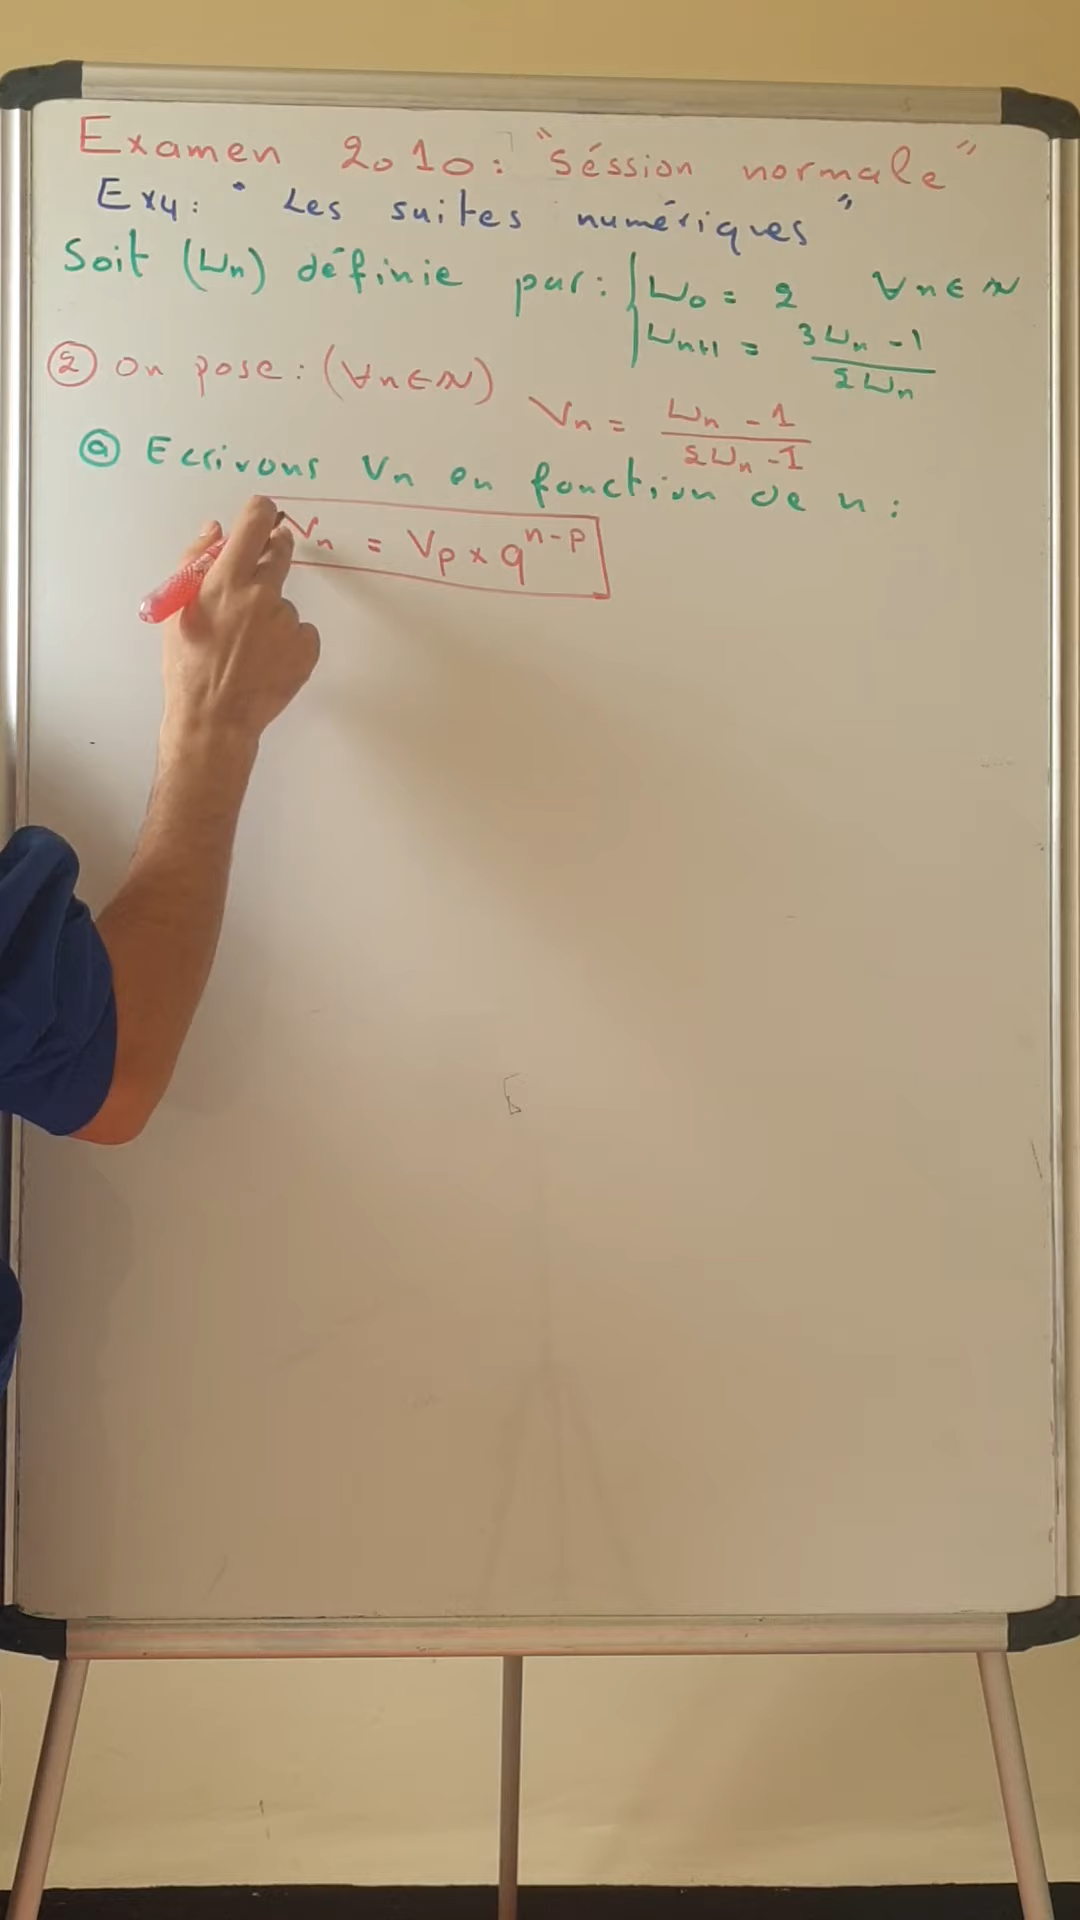 Examen 2010: "Séssion normale"
Ex4: " Les suites numériques "
Soit (Un) définie par: { U0 = 2 ∀n∈N
Un+1 = (3Un - 1)/(2Un)
② On pose: (∀n∈N) Vn = (Un - 1)/(2Un - 1)
ⓐ Ecrivons Vn en fonction de n:
Vn = Vp × q^(n-p)